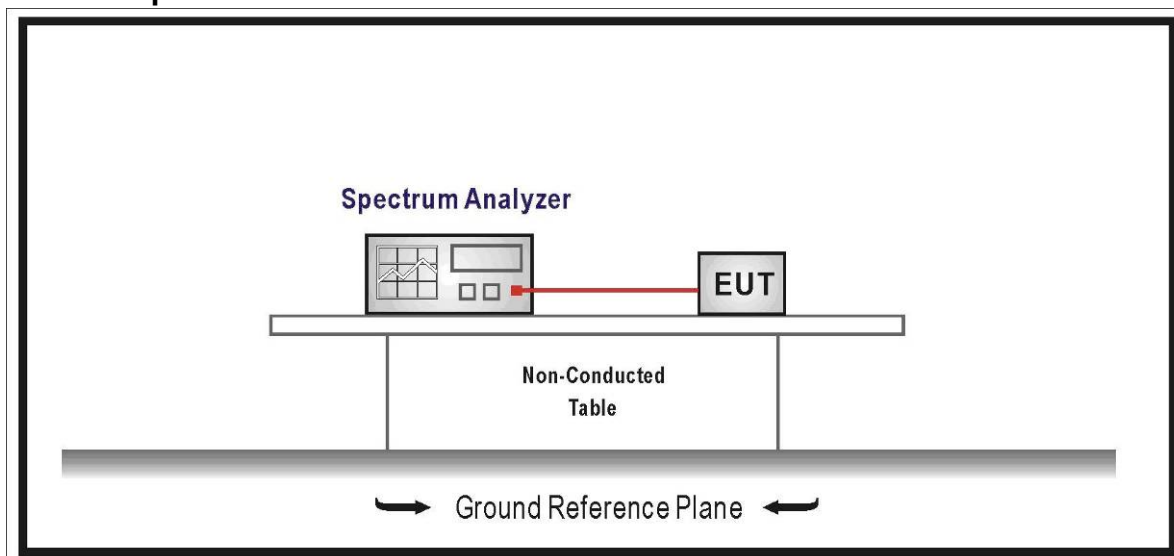 Spectrum Analyzer
EUT
Non-Conducted
Table
Ground Reference Plane